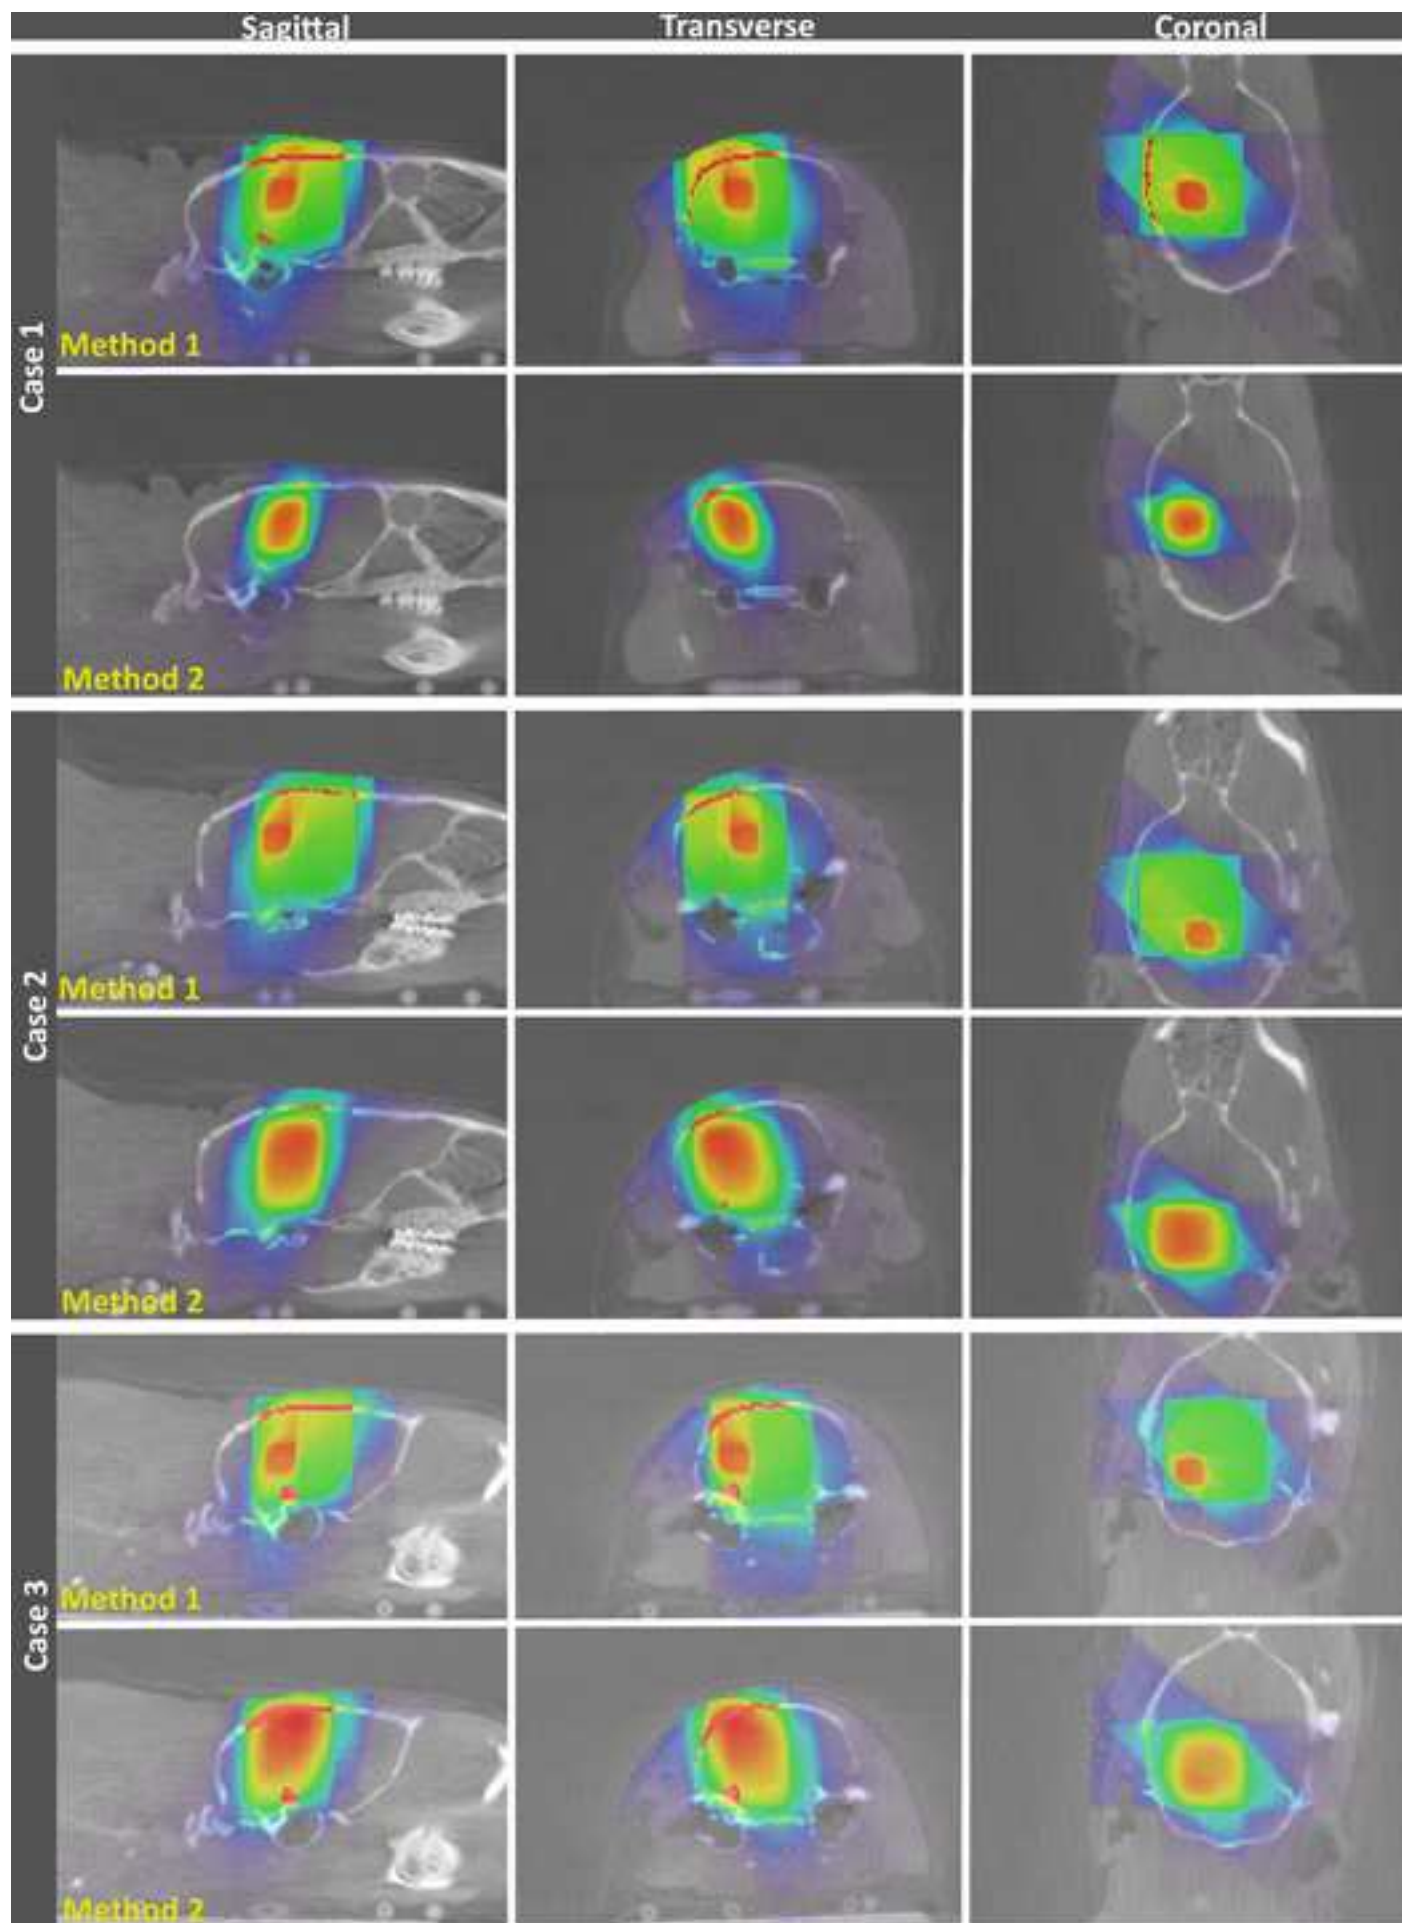 Sagittal
Transverse
Coronal
Case 1
Method 1
Method 2
Case 2
Method 1
Method 2
Case 3
Method 1
Method 2